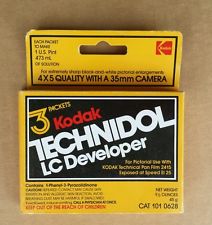 EACH PACKET
TO MAKE
1 U.S. Pint
473 mL
OF SOLUTION
Kodak
For extremely sharp black-and-white pictorial enlargements
4 X 5 QUALITY WITH A 35mm CAMERA
3 PACKETS
Kodak
TECHNIDOL
LC Developer
For Pictorial Use With
KODAK Technical Pan Film 2415
Exposed at Speed EI 25
Contains: 1-Phenyl-3-Pyrazolidinone
KEEP OUT OF THE REACH OF CHILDREN
NET WEIGHT
45 g
CAT 101 0628